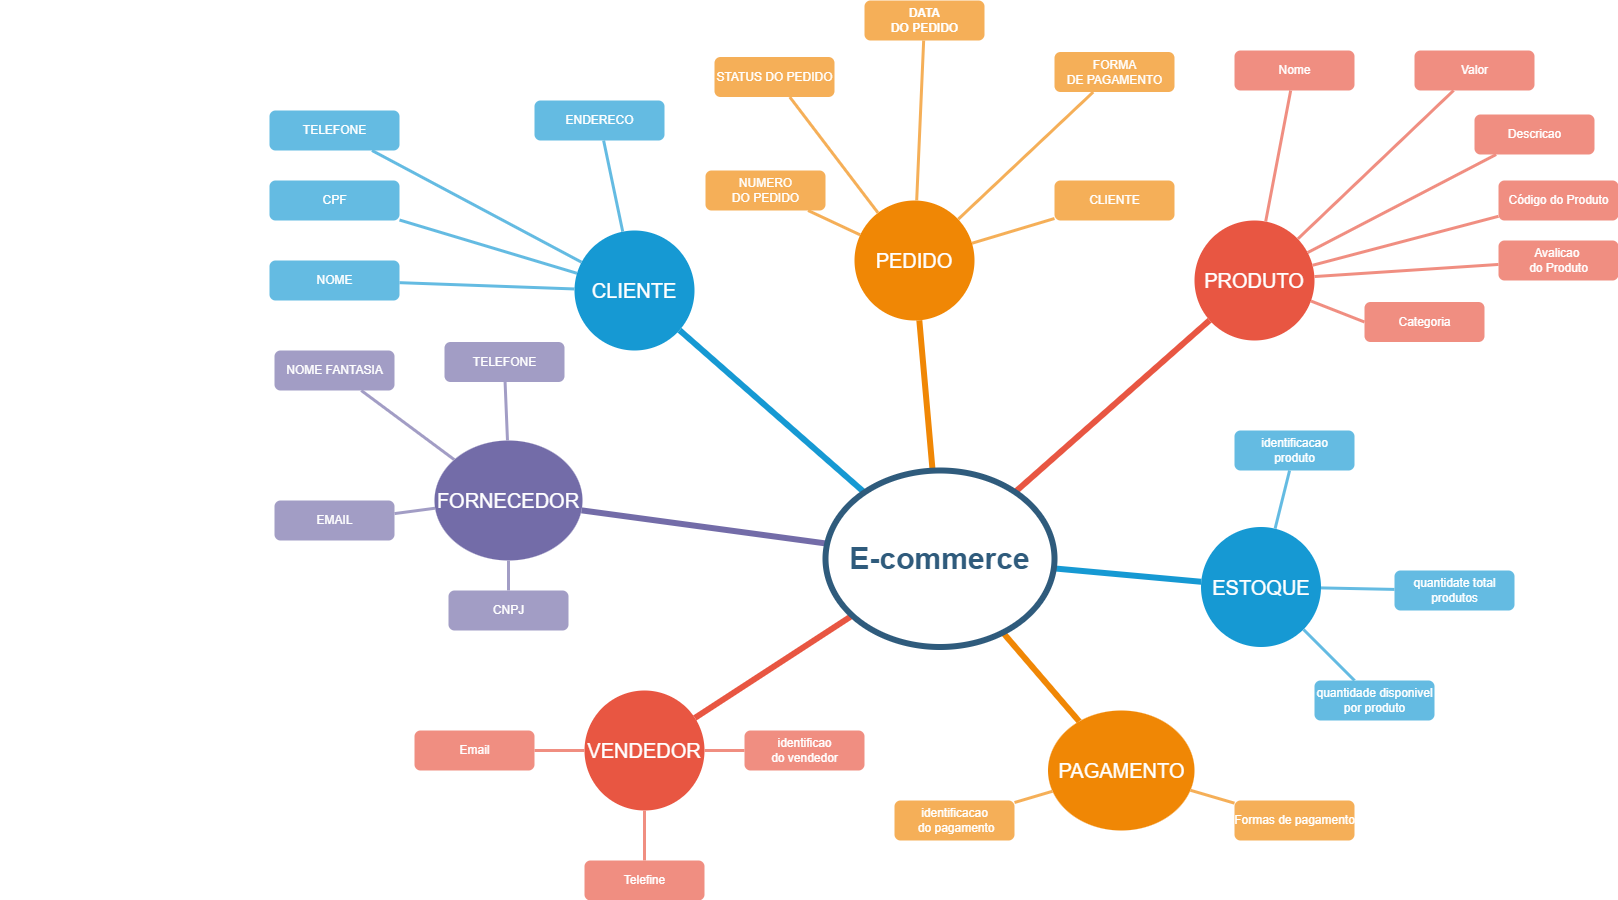 DATA
DO PEDIDO
STATUS DO PEDIDO
FORMA
DE PAGAMENTO
NUMERO
DO PEDIDO
CLIENTE
PEDIDO
TELEFONE
ENDERECO
CPF
NOME
CLIENTE
Nome
Valor
Descricao
Código do Produto
Avalicao
do Produto
Categoria
PRODUTO
NOME FANTASIA
TELEFONE
EMAIL
FORNECEDOR
CNPJ
E-commerce
identificacao
produto
ESTOQUE
quantidate total
produtos
quantidade disponivel
por produto
Email
VENDEDOR
identificao
do vendedor
Telefine
PAGAMENTO
identificacao
do pagamento
Formas de pagamento